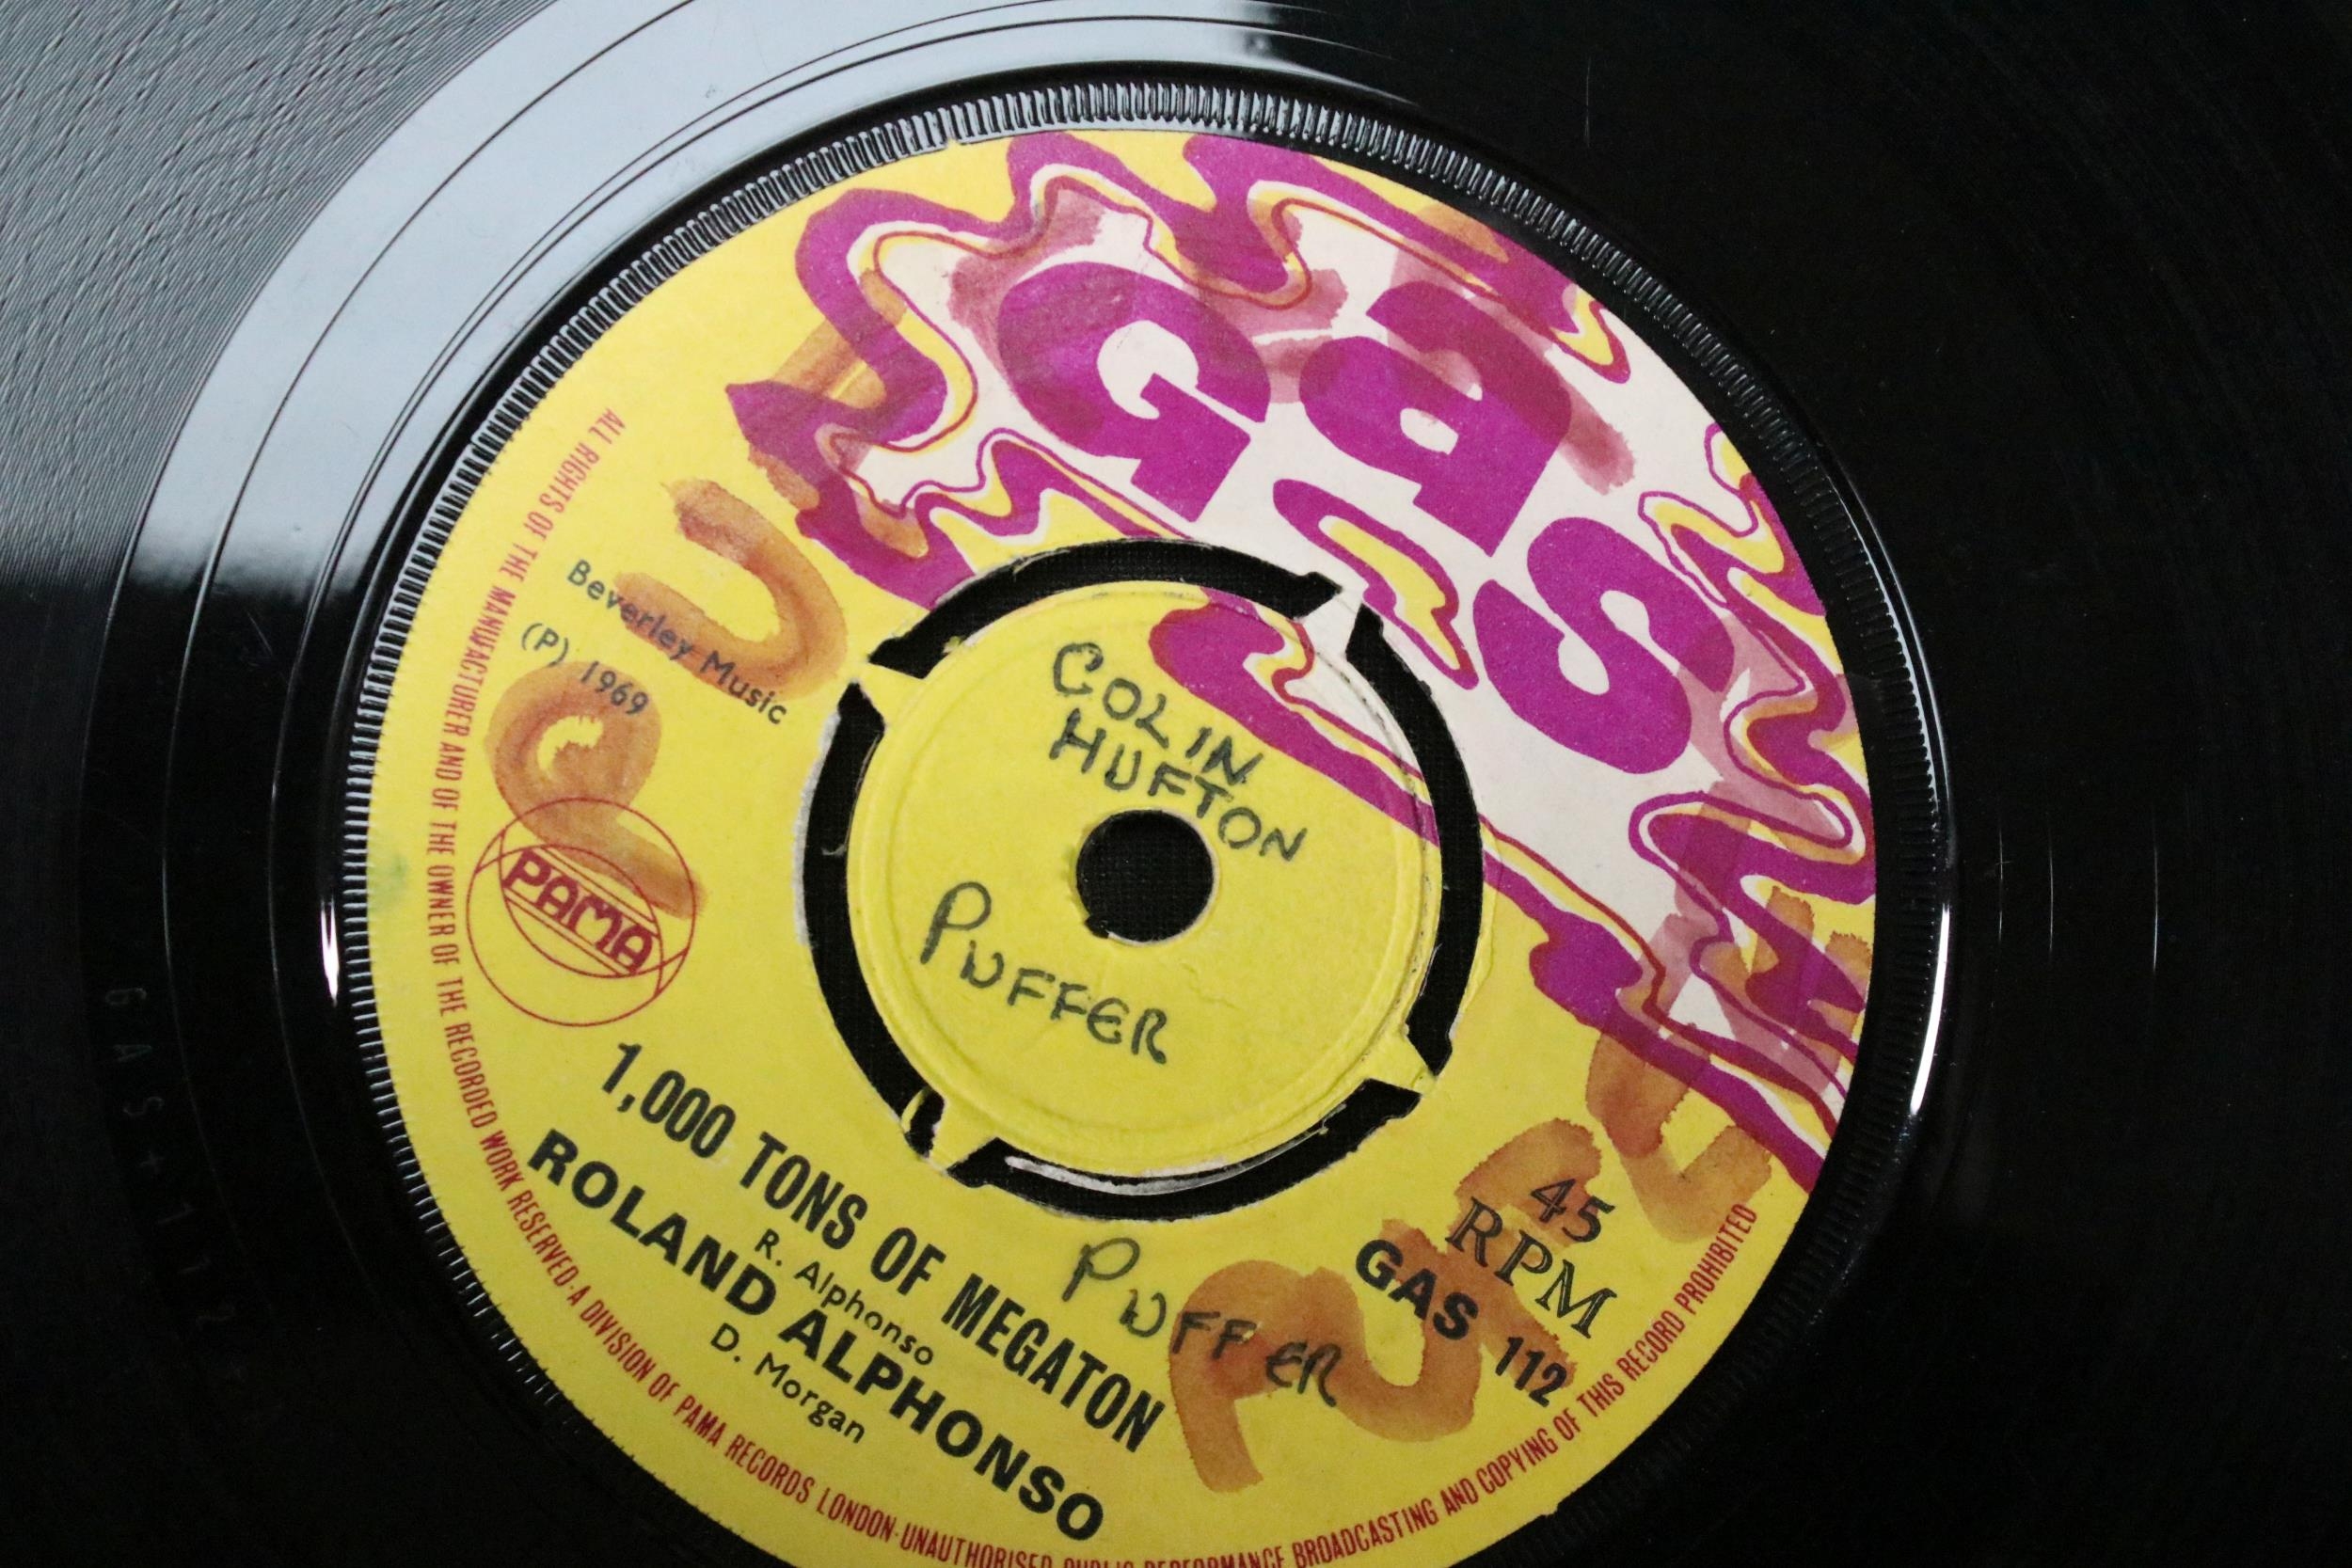 Gas
ALL RIGHTS OF THE MANUFACTURER AND OF THE OWNER OF THE RECORDED WORK RESERVED·A DIVISION OF PAMA RECORDS LONDON·UNAUTHORISED PUBLIC PERFORMANCE BROADCASTING AND COPYING OF THIS RECORD PROHIBITED
Beverley Music
(P) 1969
PAMA
COLIN
HUFTON
PUFFER
45
RPM
GAS 112
1,000 TONS OF MEGATON
R. Alphonso
ROLAND ALPHONSO
D. Morgan
PUFFER